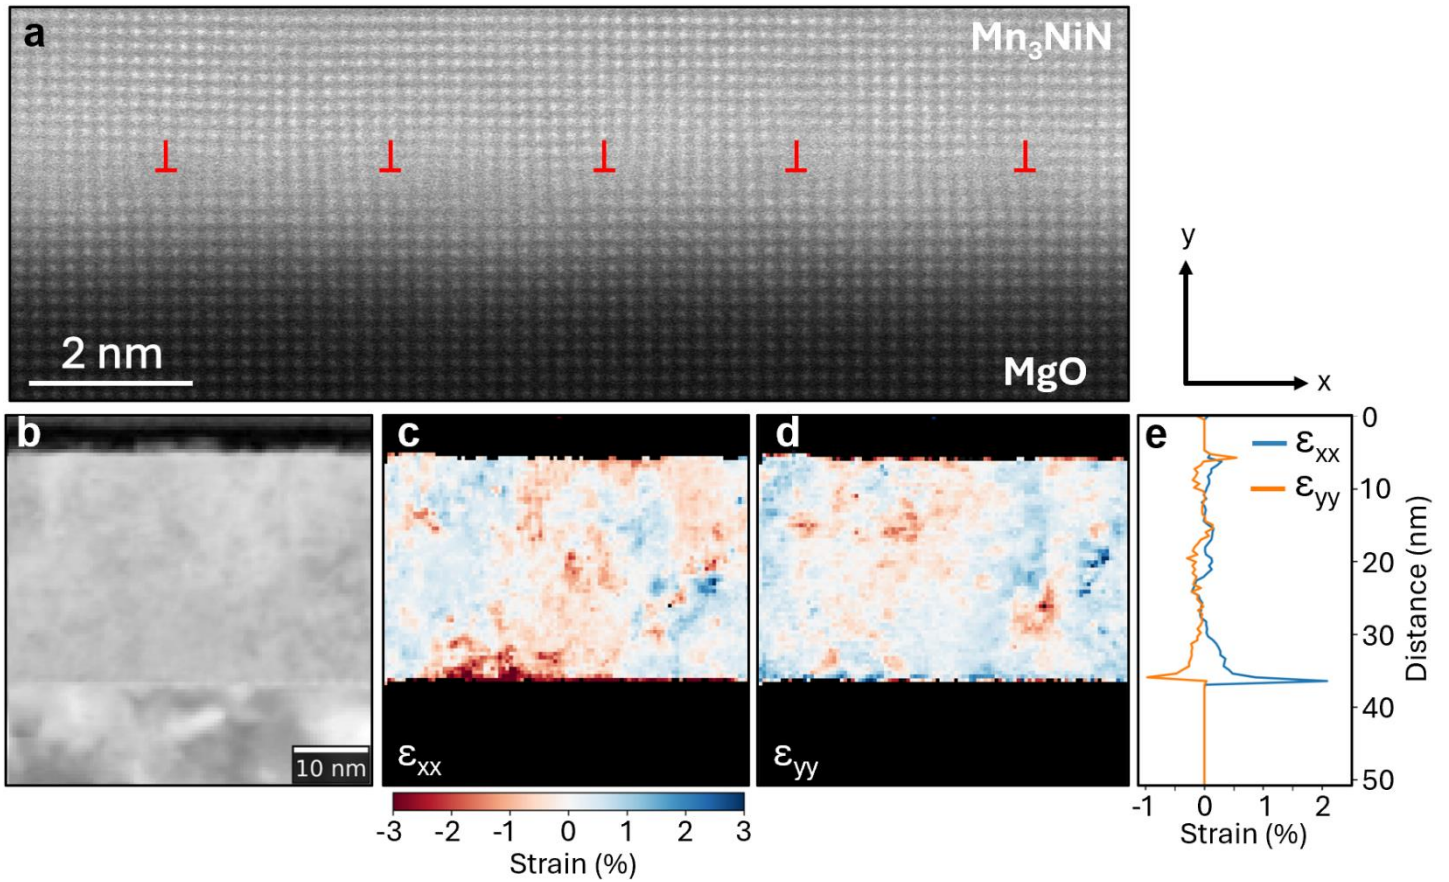 a
Mn₃NiN
⊥ ⊥ ⊥ ⊥ ⊥
2 nm
MgO
y
x
b
10 nm
c
εxx
d
εyy
-3 -2 -1 0 1 2 3
Strain (%)
e
εxx
εyy
0
10
20
30
40
50
Distance (nm)
-1 0 1 2
Strain (%)